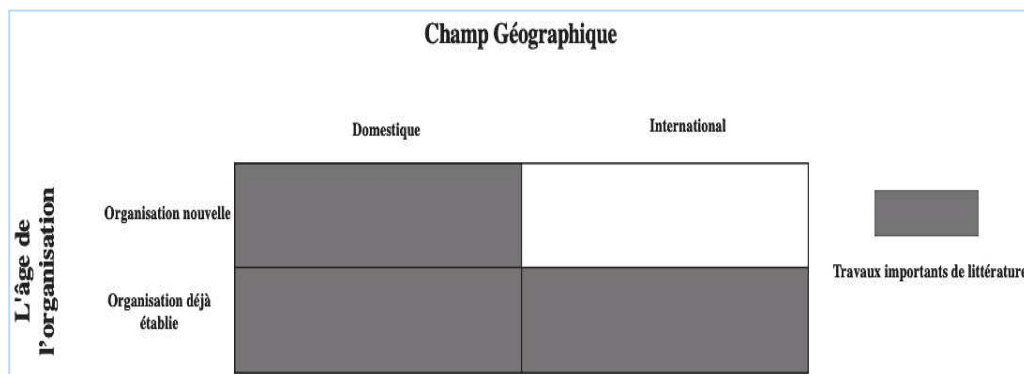 Champ Géographique
Domestique
International
L'âge de
l'organisation
Organisation nouvelle
Organisation déjà
établie
Travaux importants de littérature